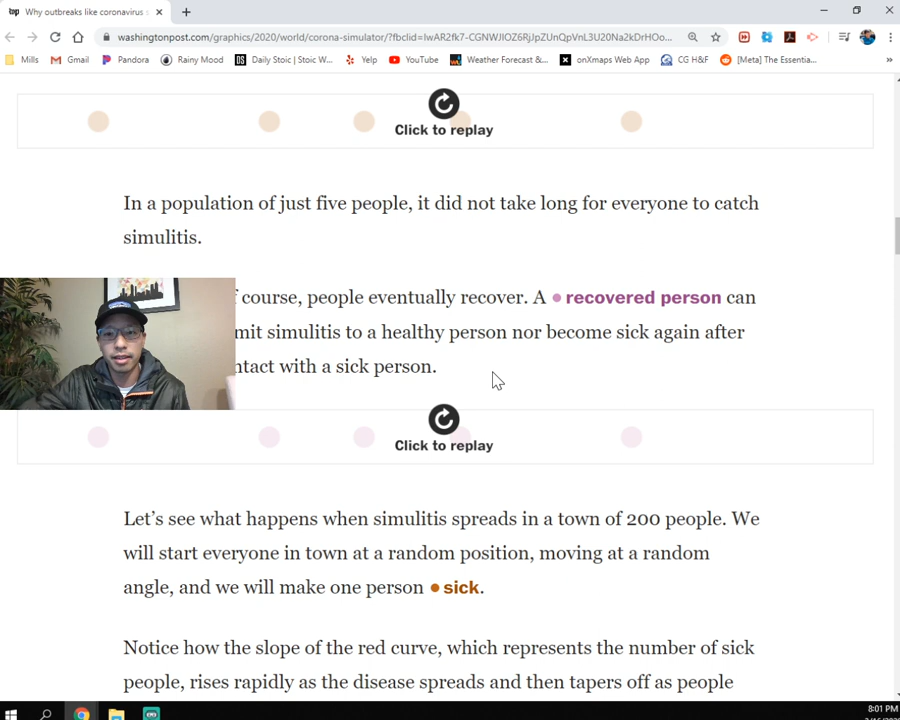 Why outbreaks like coronavirus s
washingtonpost.com/graphics/2020/world/corona-simulator/?fbclid=IwAR2fk7-CGNWJIOZ6RjJpZUnQpVnL3U20Na2kDrHOo...
Mills Gmail Pandora Rainy Mood Daily Stoic | Stoic W... Yelp YouTube Weather Forecast &... onXmaps Web App CG H&F [Meta] The Essentia...
Click to replay
In a population of just five people, it did not take long for everyone to catch
simulitis.
f course, people eventually recover. A recovered person can
mit simulitis to a healthy person nor become sick again after
ntact with a sick person.
Click to replay
Let's see what happens when simulitis spreads in a town of 200 people. We
will start everyone in town at a random position, moving at a random
angle, and we will make one person sick.
Notice how the slope of the red curve, which represents the number of sick
people, rises rapidly as the disease spreads and then tapers off as people
8:01 PM